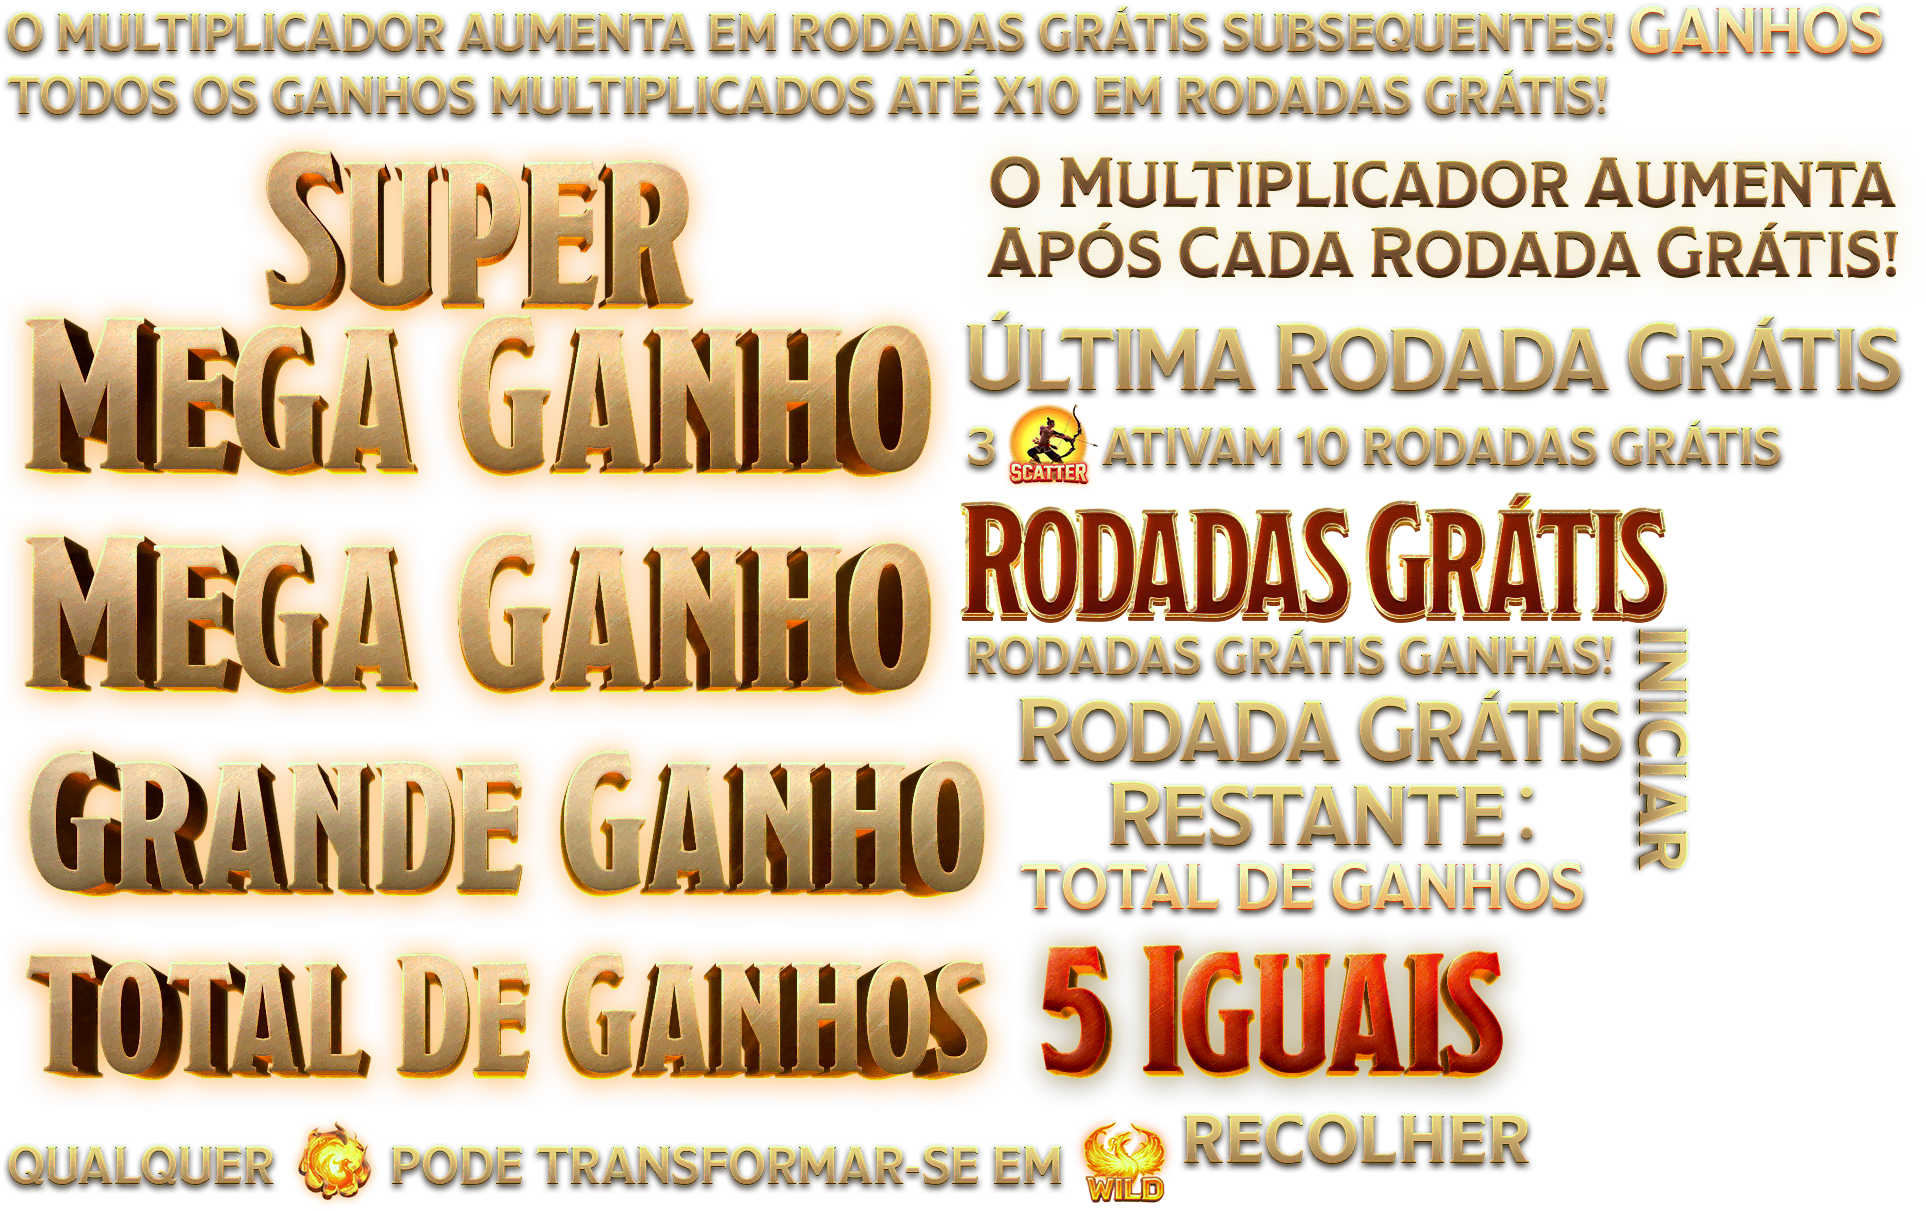 O MULTIPLICADOR AUMENTA EM RODADAS GRÁTIS SUBSEQUENTES! GANHOS
TODOS OS GANHOS MULTIPLICADOS ATÉ X10 EM RODADAS GRÁTIS!
SUPER
MEGA GANHO
MEGA GANHO
GRANDE GANHO
TOTAL DE GANHOS
O MULTIPLICADOR AUMENTA
APÓS CADA RODADA GRÁTIS!
ÚLTIMA RODADA GRÁTIS
3 SCATTER ATIVAM 10 RODADAS GRÁTIS
RODADAS GRÁTIS
RODADAS GRÁTIS GANHAS!
INICIAR
RODADA GRÁTIS
RESTANTE:
TOTAL DE GANHOS
5 IGUAIS
RECOLHER
QUALQUER PODE TRANSFORMAR-SE EM WILD